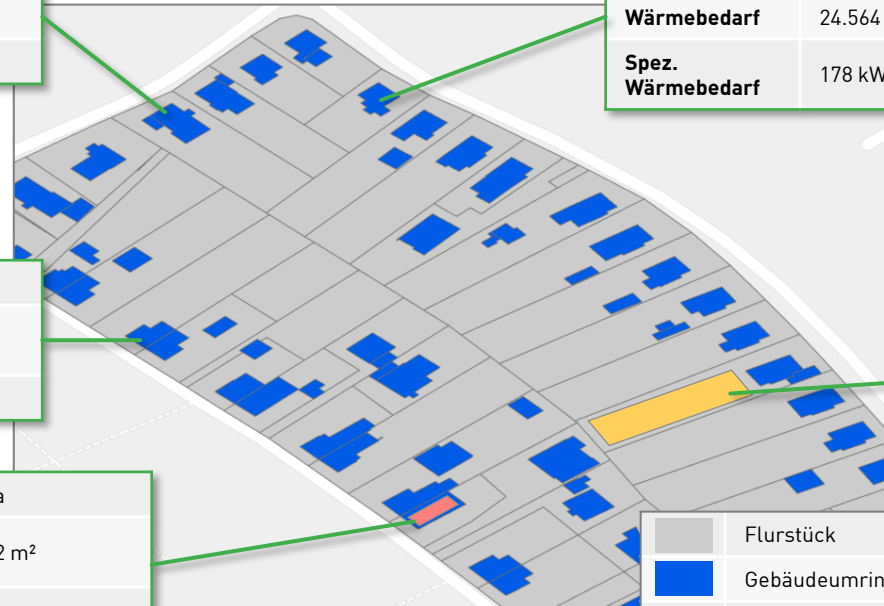 Wärmebedarf 24.564
Spez.
Wärmebedarf 178 kW
a
2 m²
Flurstück
Gebäudeumrin